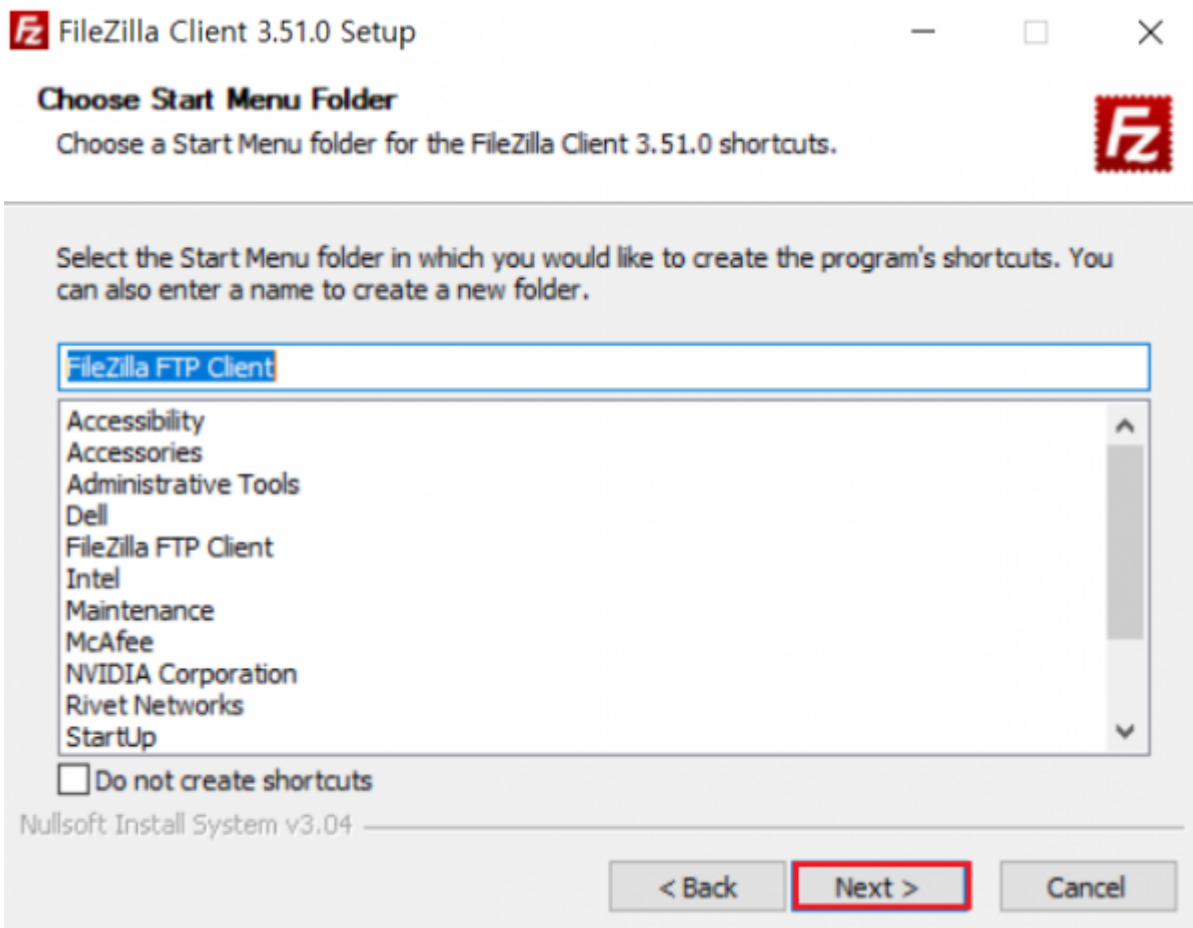 Fz FileZilla Client 3.51.0 Setup
Choose Start Menu Folder
Choose a Start Menu folder for the FileZilla Client 3.51.0 shortcuts.
Fz
Select the Start Menu folder in which you would like to create the program's shortcuts. You
can also enter a name to create a new folder.
FileZilla FTP Client
Accessibility
Accessories
Administrative Tools
Dell
FileZilla FTP Client
Intel
Maintenance
McAfee
NVIDIA Corporation
Rivet Networks
StartUp
Do not create shortcuts
Nullsoft Install System v3.04
< Back Next > Cancel